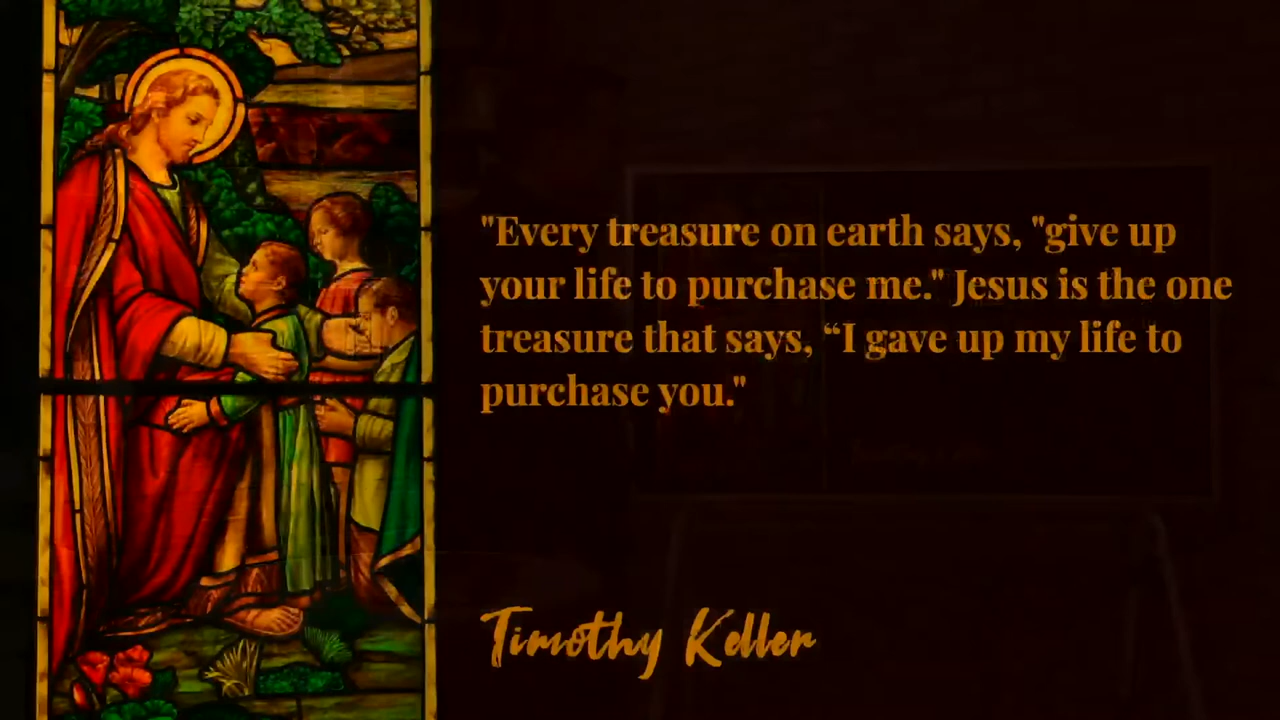 "Every treasure on earth says, "give up
your life to purchase me." Jesus is the one
treasure that says, “I gave up my life to
purchase you."
Timothy Keller